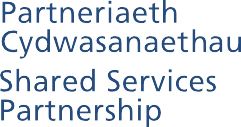 Partneriaeth
Cydwasanaethau
Shared Services
Partnership